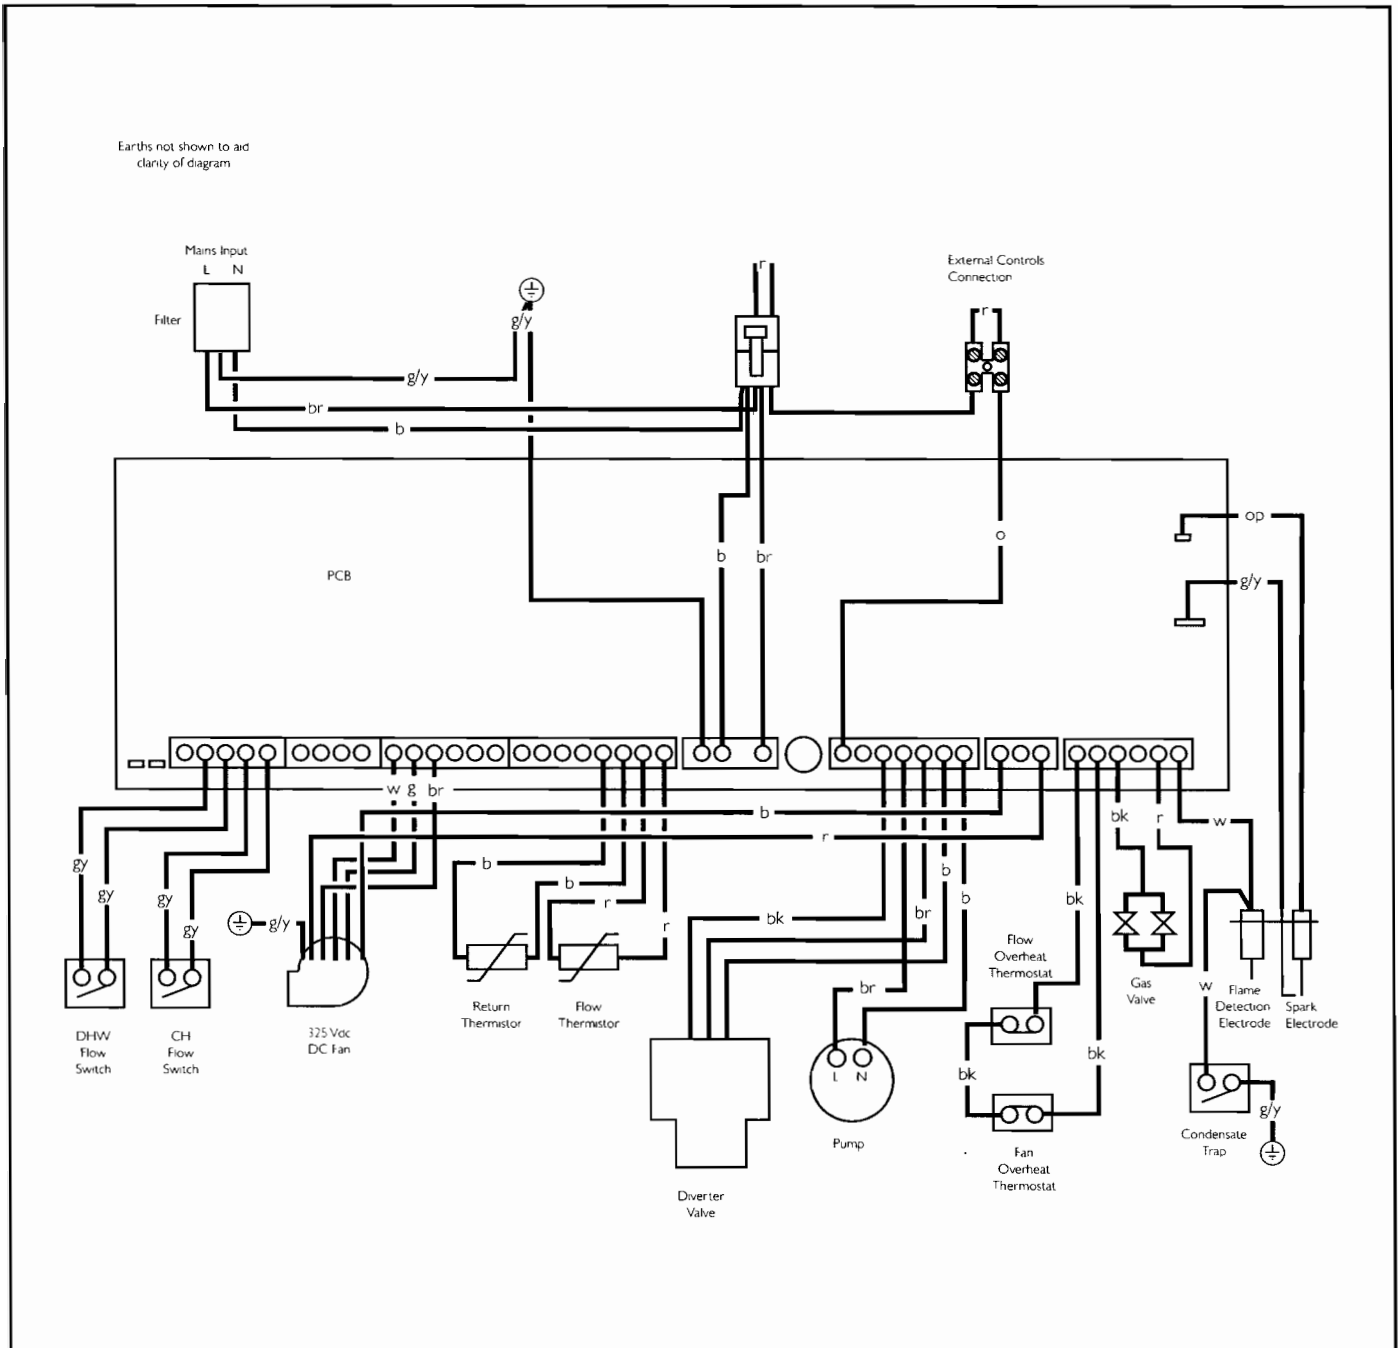 Earths not shown to aid
clarity of diagram
Mains Input
L N
Filter
g/y
r
External Controls
Connection
r
g/y
br
b
op
o
b
br
PCB
g/y
w g br
b
bk
r
w
r
gy
gy
gy
gy
b
b
r
r
g/y
bk
br
b
b
bk
br
w
bk
bk
g/y
Flow
Overheat
Thermostat
Gas
Valve
Flame
Detection
Electrode
Spark
Electrode
Return
Thermistor
Flow
Thermistor
DHW
Flow
Switch
CH
Flow
Switch
325 Vdc
DC Fan
L N
Pump
Condensate
Trap
Fan
Overheat
Thermostat
Diverter
Valve